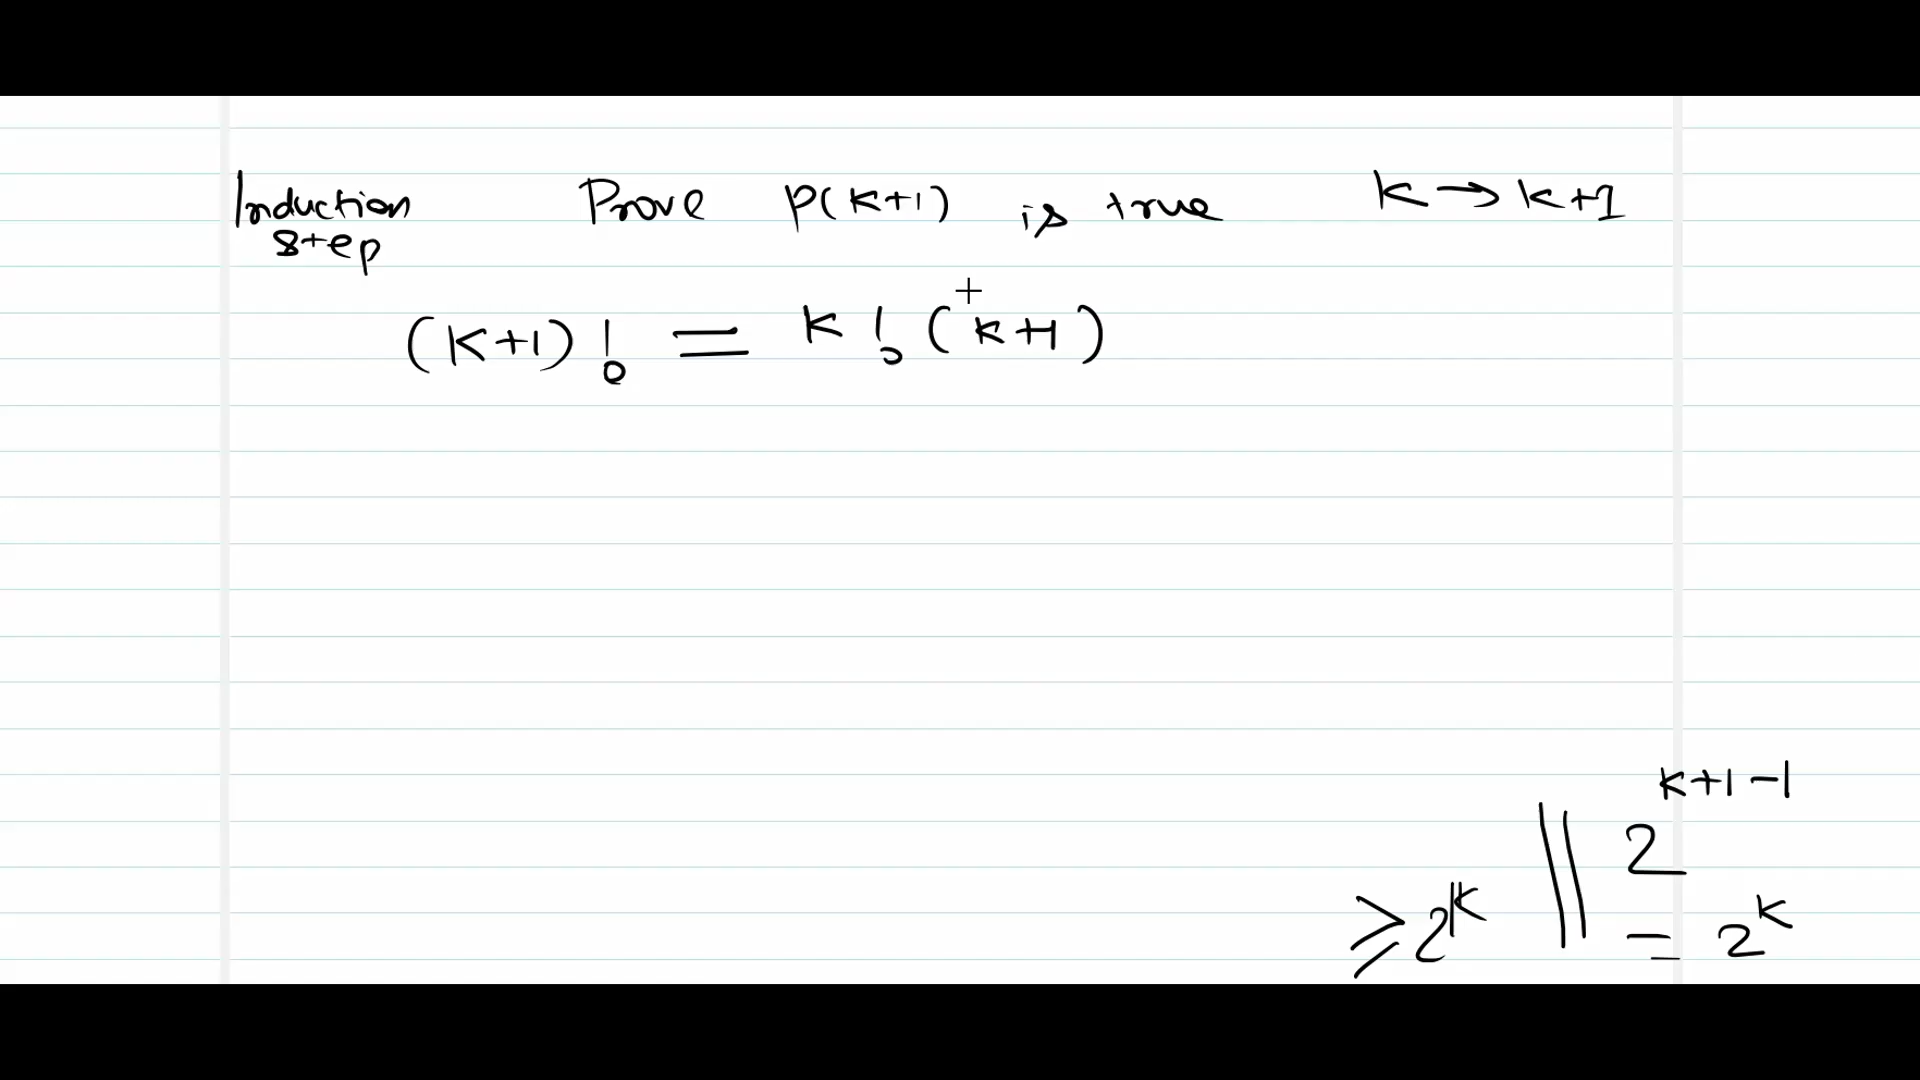 Induction Step Prove P(K+1) is true K → K+1
(K+1)! = K!(K+1)
≥ 2^K || 2^{K+1-1}
= 2^K